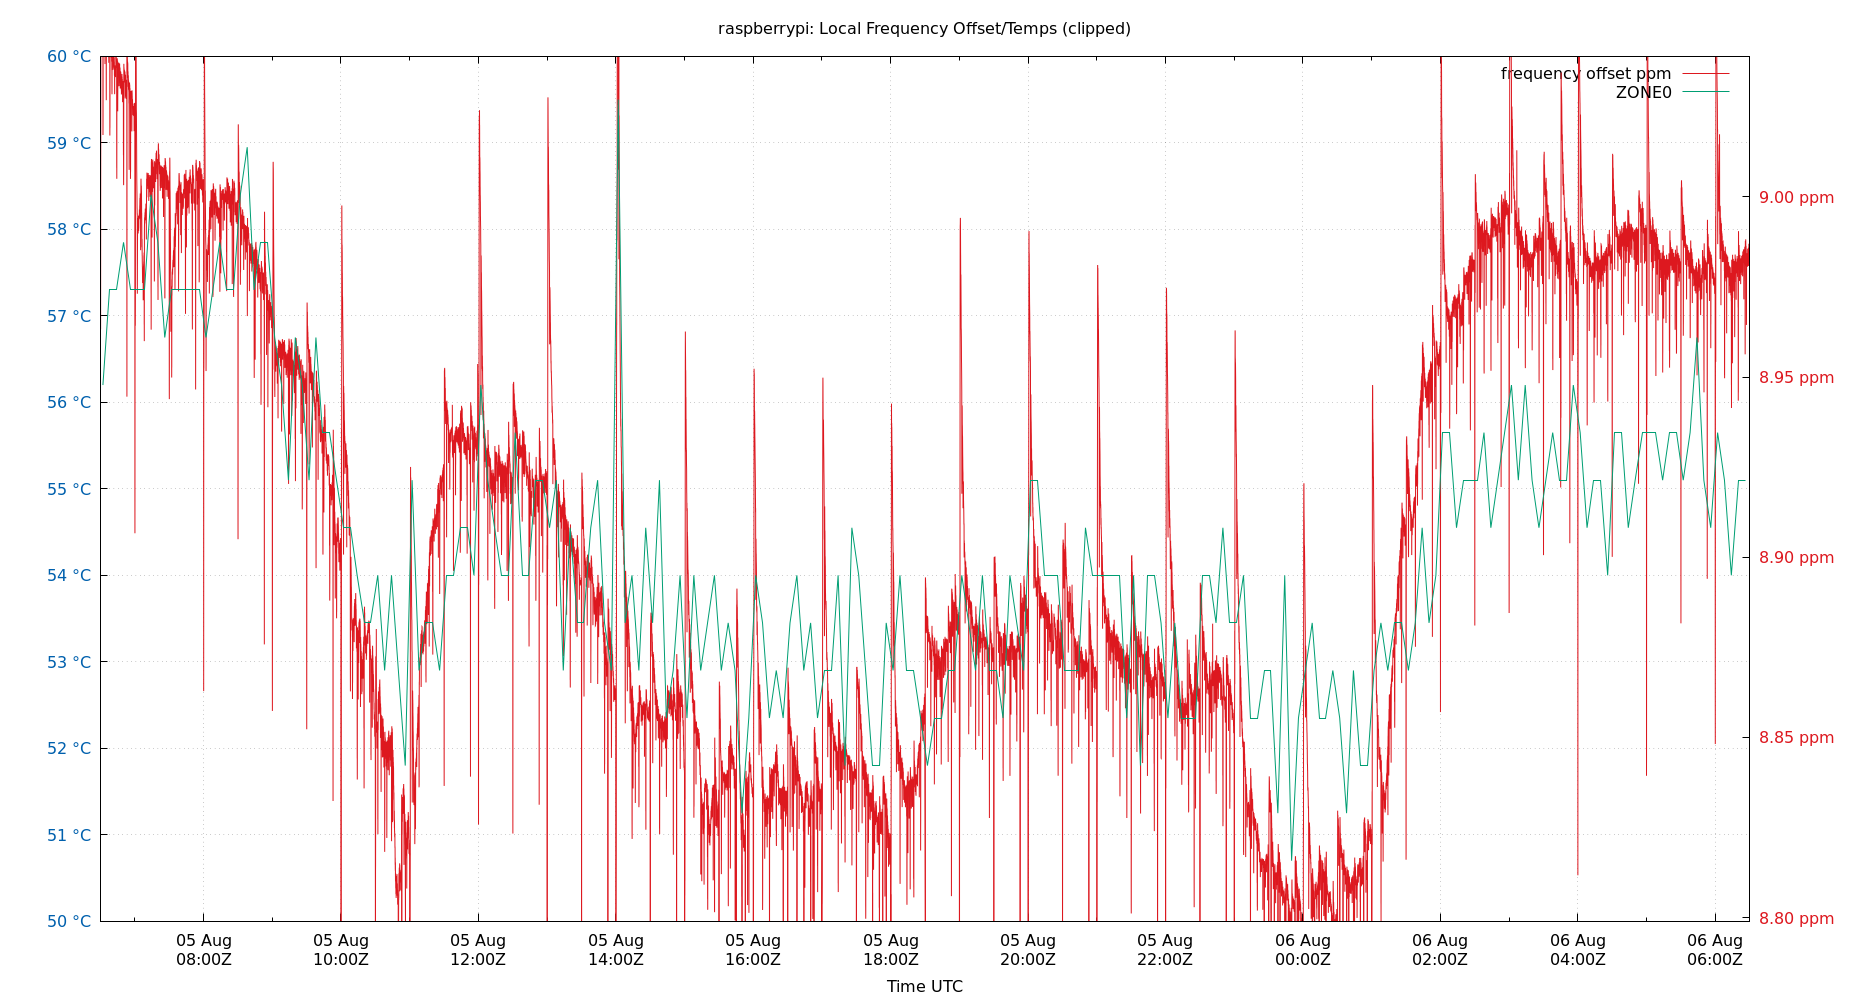 raspberrypi: Local Frequency Offset/Temps (clipped)
frequency offset ppm
ZONE0
60 °C
59 °C
58 °C
57 °C
56 °C
55 °C
54 °C
53 °C
52 °C
51 °C
50 °C
9.00 ppm
8.95 ppm
8.90 ppm
8.85 ppm
8.80 ppm
05 Aug
08:00Z
05 Aug
10:00Z
05 Aug
12:00Z
05 Aug
14:00Z
05 Aug
16:00Z
05 Aug
18:00Z
05 Aug
20:00Z
05 Aug
22:00Z
06 Aug
00:00Z
06 Aug
02:00Z
06 Aug
04:00Z
06 Aug
06:00Z
Time UTC